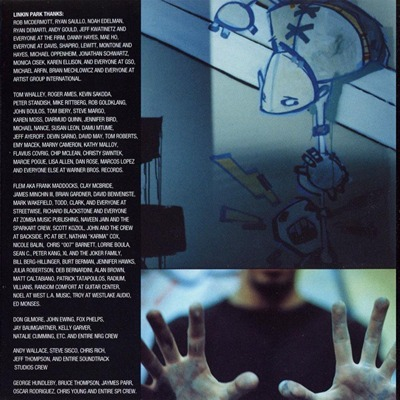 LINKIN PARK THANKS:
ROB MCDERMOTT, RYAN SAULLO, NOAH EDELMAN,
RYAN DEMARTI, ANDY GOULD, JEFF KWATINETZ AND
EVERYONE AT THE FIRM, DANNY HAYES, MAE HO,
EVERYONE AT DAVIS, SHAPIRO, LEWITT, MONTONE AND
HAYES, MICHAEL OPPENHEIM, JONATHAN SCHWARTZ,
MONICA CISEK, KAREN ELLISON, AND EVERYONE AT GSO,
MICHAEL ARFIN, BRIAN MECHLOWICZ AND EVERYONE AT
ARTIST GROUP INTERNATIONAL.
TOM WHALLEY, ROGER AMES, KEVIN SAKODA,
PETER STANDISH, MIKE RITTBERG, ROB GOLDKLANG,
JOHN BOULOS, TOM BIERY, STEVE MARGO,
KAREN MOSS, DIARMUID QUINN, JENNIFER BIRD,
MICHAEL NANCE, SUSAN LEON, DAMU MTUME,
JEFF AYEROFF, DEVIN SARNO, DAVID MAY, TOM ROBERTS,
EMY MACEK, MARNY CAMERON, KATHY MALLOY,
FLAVIUS COVRIG, CHIP MCLEAN, CHRISTY SWINTEK,
MARCIE POGUE, LISA ALLEN, DAN ROSE, MARCOS LOPEZ
AND EVERYONE ELSE AT WARNER BROS. RECORDS.
FLEM AKA FRANK MADDOCKS, CLAY MCBRIDE,
JAMES MINCHIN III, BRIAN GARDNER, DAVID BENVENISTE,
MARK WAKEFIELD, TODD, CLARK, AND EVERYONE AT
STREETWISE, RICHARD BLACKSTONE AND EVERYONE
AT ZOMBA MUSIC PUBLISHING, NAVEEN JAIN AND THE
SPARKART CREW, SCOTT KOZIOL, JOHN AND THE CREW
AT BACKSIDE, PC AT BET, NATHAN "KARMA" COX,
NICOLE BALIN, CHRIS "007" BARNETT, LORRE BOULA,
SEAN C, PETER KANG, XL AND THE JOKER FAMILY,
BILL BERG-HILLINGER, BURT BERMAN, JENNIFER HAWKS,
JULIA ROBERTSON, DEB BERNARDINI, ALAN BROWN,
MATT CALTABIANO, PATRICK TATAPOULOS, RADIUM,
VILLIANS, RANSOM COMFORT AT GUITAR CENTER,
NOEL AT WEST L.A. MUSIC, TROY AT WESTLAKE AUDIO,
ED MONSES.
DON GILMORE, JOHN EWING, FOX PHELPS,
JAY BAUMGARTNER, KELLY GARVER,
NATALIE CUMMING, ETC. AND ENTIRE NRG CREW
ANDY WALLACE, STEVE SISCO, CHRIS RICH,
JEFF THOMPSON, AND ENTIRE SOUNDTRACK
STUDIOS CREW
GEORGE HUNDLEBY, BRUCE THOMPSON, JAYMES PARR,
OSCAR RODRIGUEZ, CHRIS YOUNG AND ENTIRE SPI CREW.